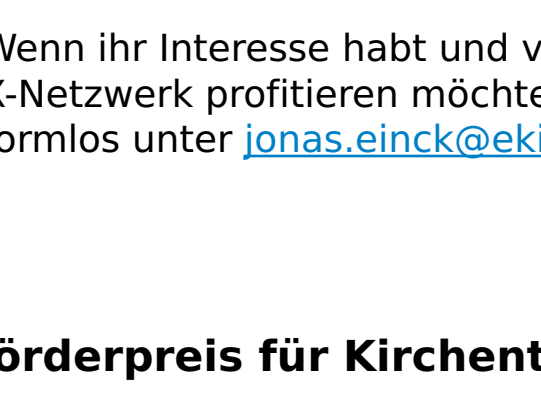 Wenn ihr Interesse habt und v
X-Netzwerk profitieren möchte
ormlos unter jonas.einck@eki
örderpreis für Kirchent